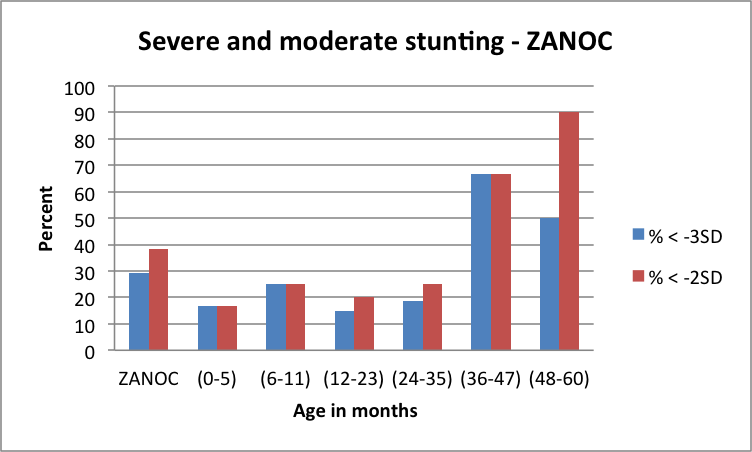 Severe and moderate stunting - ZANOC
100
90
80
70
60
50
40
30
20
10
0
Percent
ZANOC (0-5) (6-11) (12-23) (24-35) (36-47) (48-60)
Age in months
% < -3SD
% < -2SD